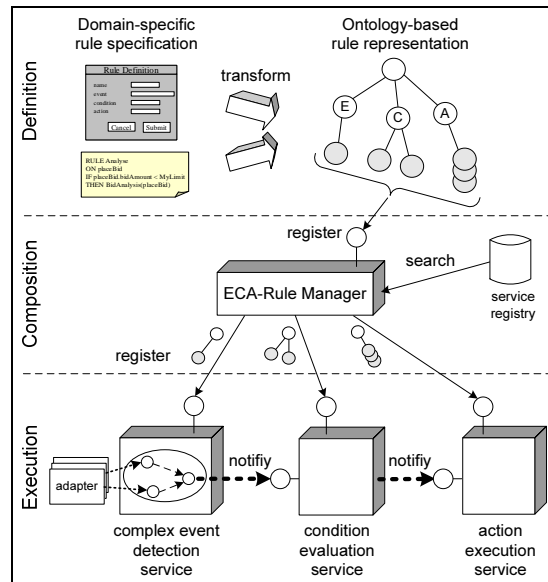 Domain-specific
rule specification
Ontology-based
rule representation
Definition
Rule Definition
name
event
condition
action
Cancel Submit
transform
E
C
A
RULE Analyse
ON placeBid
IF placeBid.bidAmount < MyLimit
THEN BidAnalysis(placeBid)
Composition
register
search
ECA-Rule Manager
service
registry
register
Execution
adapter
notifiy
notifiy
complex event
detection
service
condition
evaluation
service
action
execution
service